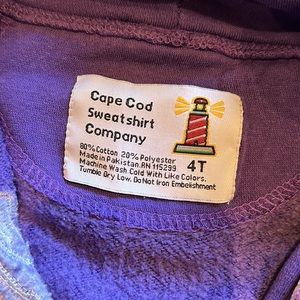 Cape Cod
Sweatshirt
Company
4T
80% Cotton 20% Polyester
Made in Pakistan.RN 115299
Machine Wash Cold With Like Colors.
Tumble Dry Low. Do Not Iron Embelishment